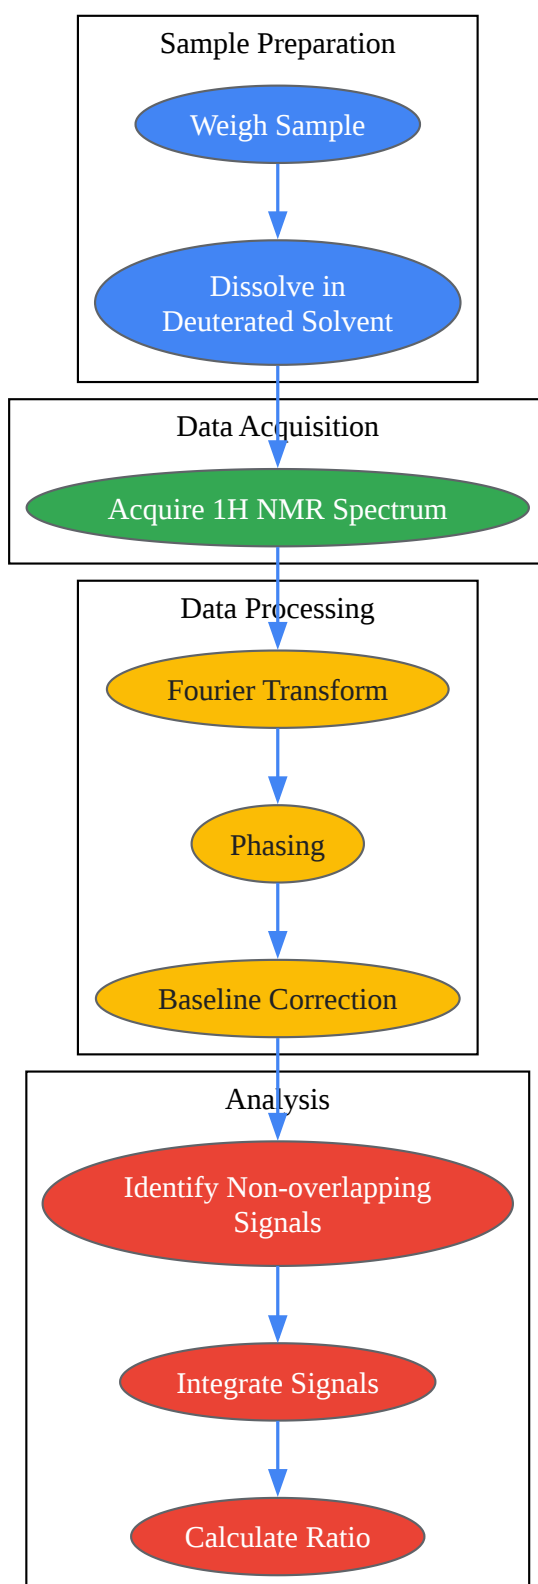 Sample Preparation
Weigh Sample
Dissolve in
Deuterated Solvent
Data Acquisition
Acquire 1H NMR Spectrum
Data Processing
Fourier Transform
Phasing
Baseline Correction
Analysis
Identify Non-overlapping
Signals
Integrate Signals
Calculate Ratio